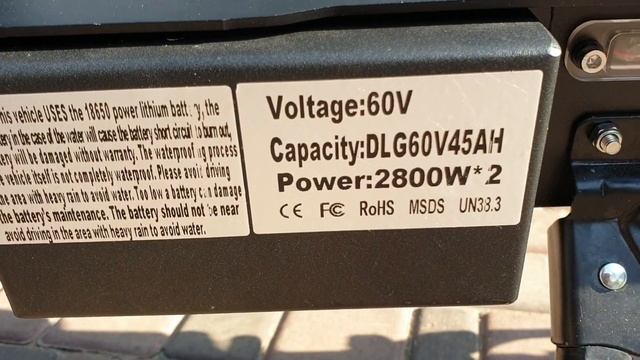 his vehicle USES the 18650 power lithium battery, the
ery in the case of the water will cause the battery short circuit to burn out,
ery will be damaged without warranty. The waterproofing process
e vehicle itself is not completely waterproof. Please avoid driving
the area with heavy rain to avoid water. Too low a battery can damage
the battery's maintenance. The battery should not be near
avoid driving in the area with heavy rain to avoid water.
Voltage:60V
Capacity:DLG60V45AH
Power:2800W*2
CE FC RoHS MSDS UN38.3